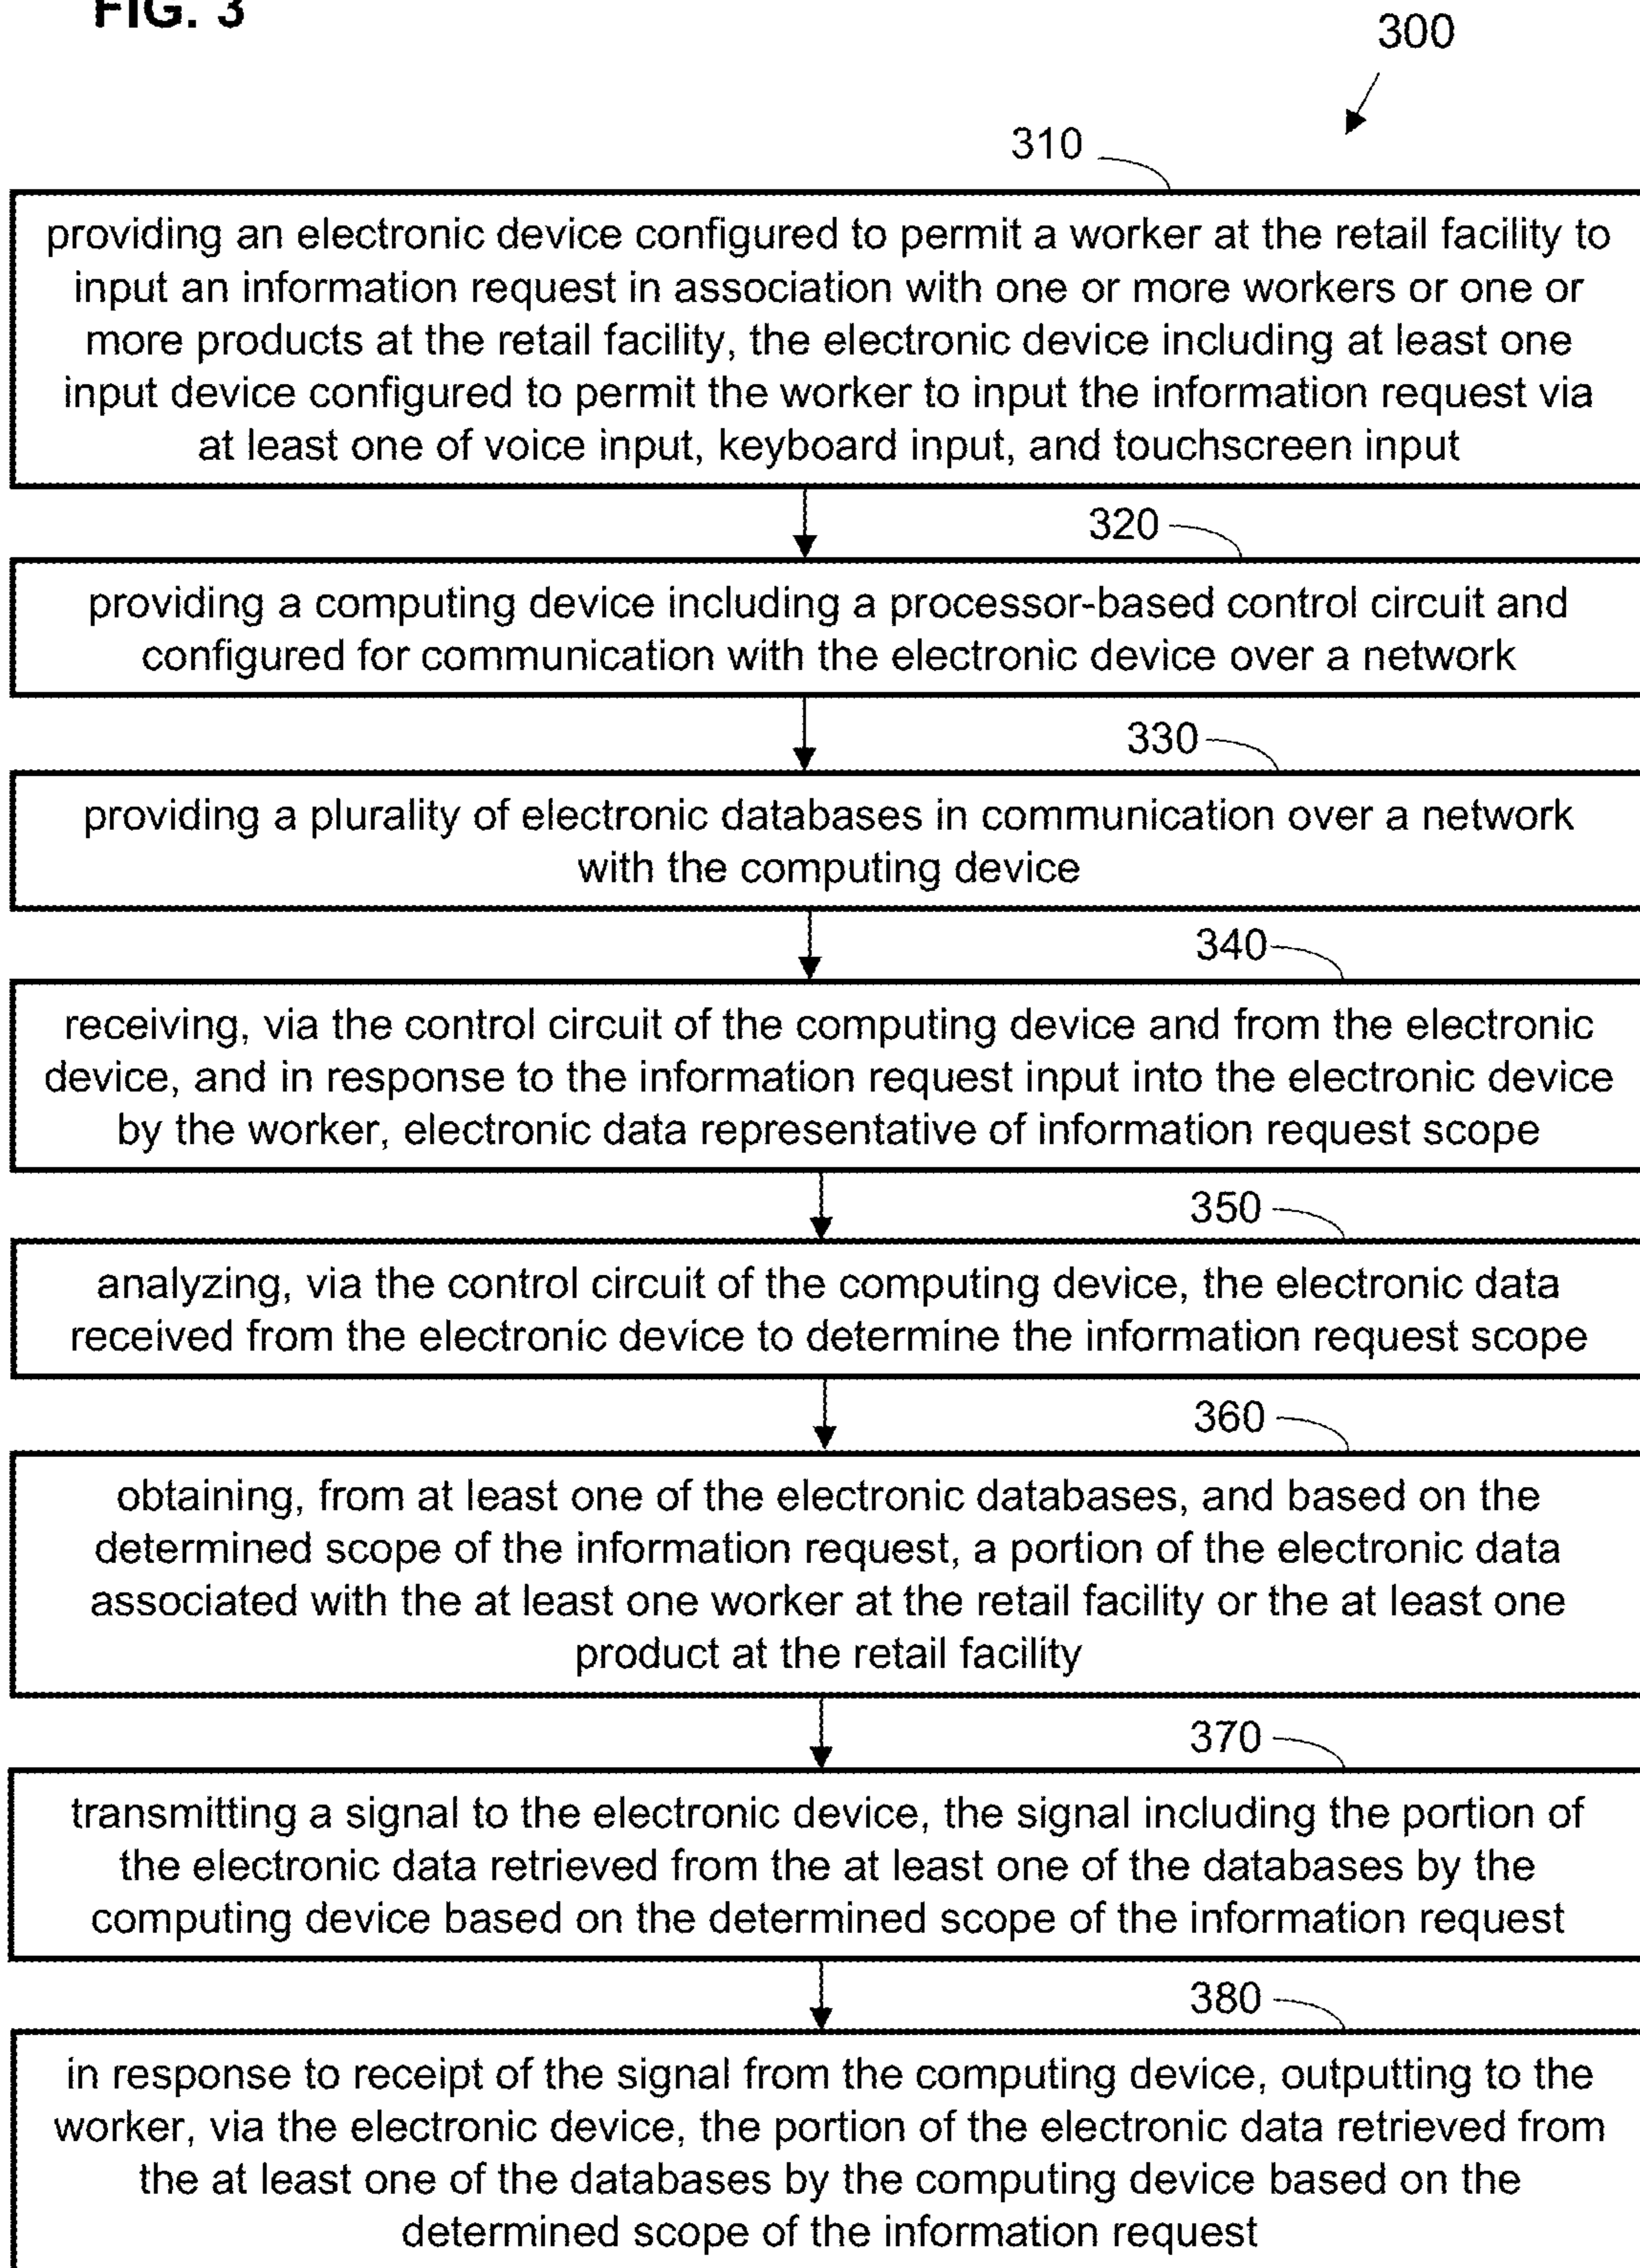 FIG. 3
300
310
providing an electronic device configured to permit a worker at the retail facility to
input an information request in association with one or more workers or one or
more products at the retail facility, the electronic device including at least one
input device configured to permit the worker to input the information request via
at least one of voice input, keyboard input, and touchscreen input
320
providing a computing device including a processor-based control circuit and
configured for communication with the electronic device over a network
330
providing a plurality of electronic databases in communication over a network
with the computing device
340
receiving, via the control circuit of the computing device and from the electronic
device, and in response to the information request input into the electronic device
by the worker, electronic data representative of information request scope
350
analyzing, via the control circuit of the computing device, the electronic data
received from the electronic device to determine the information request scope
360
obtaining, from at least one of the electronic databases, and based on the
determined scope of the information request, a portion of the electronic data
associated with the at least one worker at the retail facility or the at least one
product at the retail facility
370
transmitting a signal to the electronic device, the signal including the portion of
the electronic data retrieved from the at least one of the databases by the
computing device based on the determined scope of the information request
380
in response to receipt of the signal from the computing device, outputting to the
worker, via the electronic device, the portion of the electronic data retrieved from
the at least one of the databases by the computing device based on the
determined scope of the information request